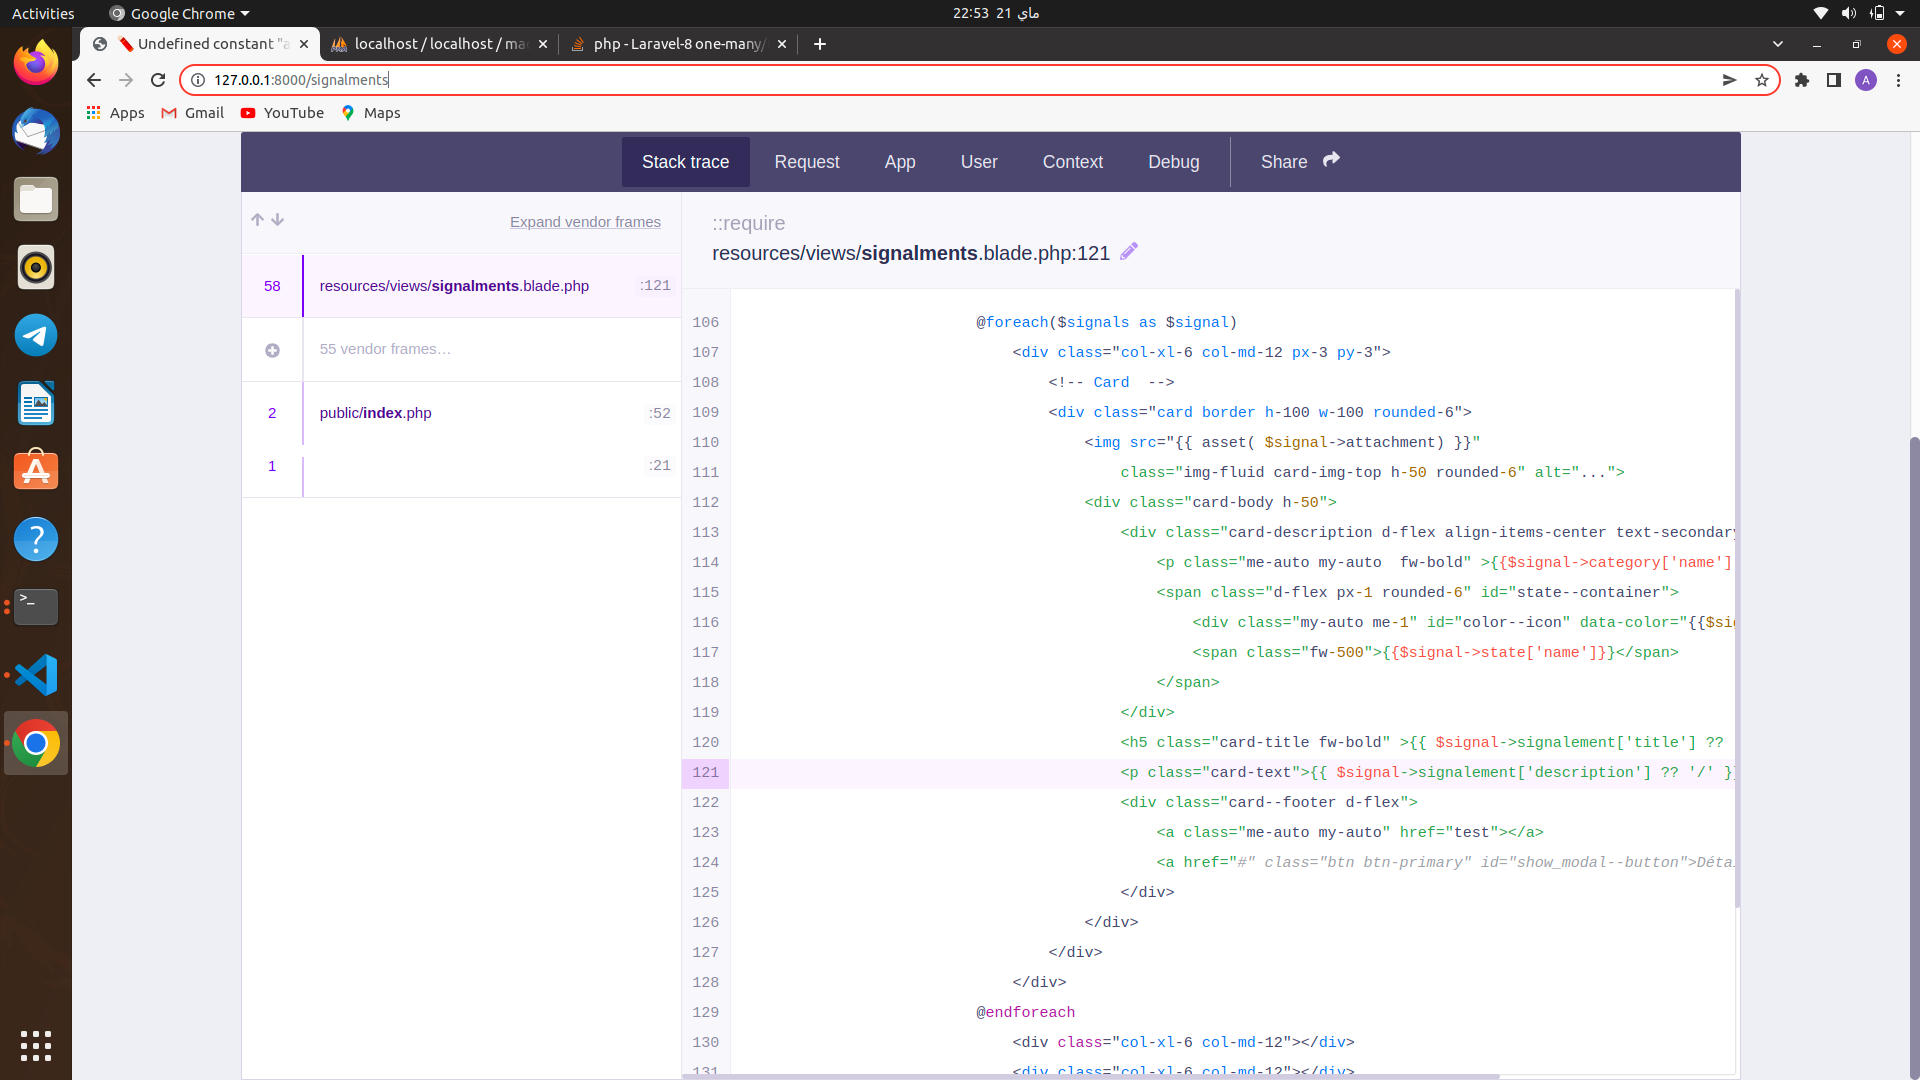 Activities
Google Chrome
22:53 21 ماي
Undefined constant "a
localhost / localhost / ma
php - Laravel-8 one-many/
127.0.0.1:8000/signalments
A
Apps
Gmail
YouTube
Maps
Stack trace
Request
App
User
Context
Debug
Share
Expand vendor frames
58 resources/views/signalments.blade.php :121
55 vendor frames…
2 public/index.php :52
1 :21
::require
resources/views/signalments.blade.php:121
106 @foreach($signals as $signal)
107 <div class="col-xl-6 col-md-12 px-3 py-3">
108 <!-- Card  -->
109 <div class="card border h-100 w-100 rounded-6">
110 <img src="{{ asset( $signal->attachment) }}"
111 class="img-fluid card-img-top h-50 rounded-6" alt="...">
112 <div class="card-body h-50">
113 <div class="card-description d-flex align-items-center text-secondary
114 <p class="me-auto my-auto  fw-bold" >{{$signal->category['name']
115 <span class="d-flex px-1 rounded-6" id="state--container">
116 <div class="my-auto me-1" id="color--icon" data-color="{{$sig
117 <span class="fw-500">{{$signal->state['name']}}</span>
118 </span>
119 </div>
120 <h5 class="card-title fw-bold" >{{ $signal->signalement['title'] ??
121 <p class="card-text">{{ $signal->signalement['description'] ?? '/' }}
122 <div class="card--footer d-flex">
123 <a class="me-auto my-auto" href="test"></a>
124 <a href="#" class="btn btn-primary" id="show_modal--button">Déta
125 </div>
126 </div>
127 </div>
128 </div>
129 @endforeach
130 <div class="col-xl-6 col-md-12"></div>
131 <div class="col-xl-6 col-md-12"></div>